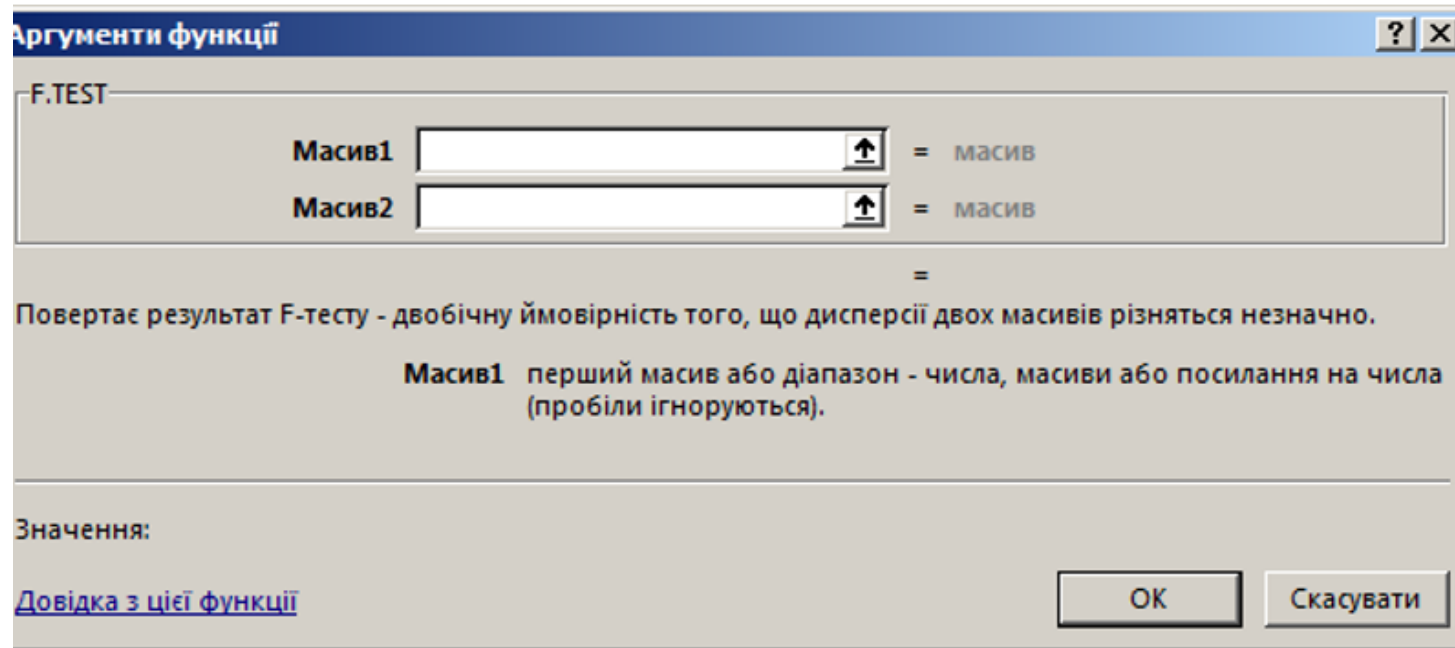 Аргументи функції
F.TEST
Масив1 = масив
Масив2 = масив
=
Повертає результат F-тесту - двобічну ймовірність того, що дисперсії двох масивів різняться незначно.
Масив1 перший масив або діапазон - числа, масиви або посилання на числа
(пробіли ігноруються).
Значення:
Довідка з цієї функції
ОК Скасувати